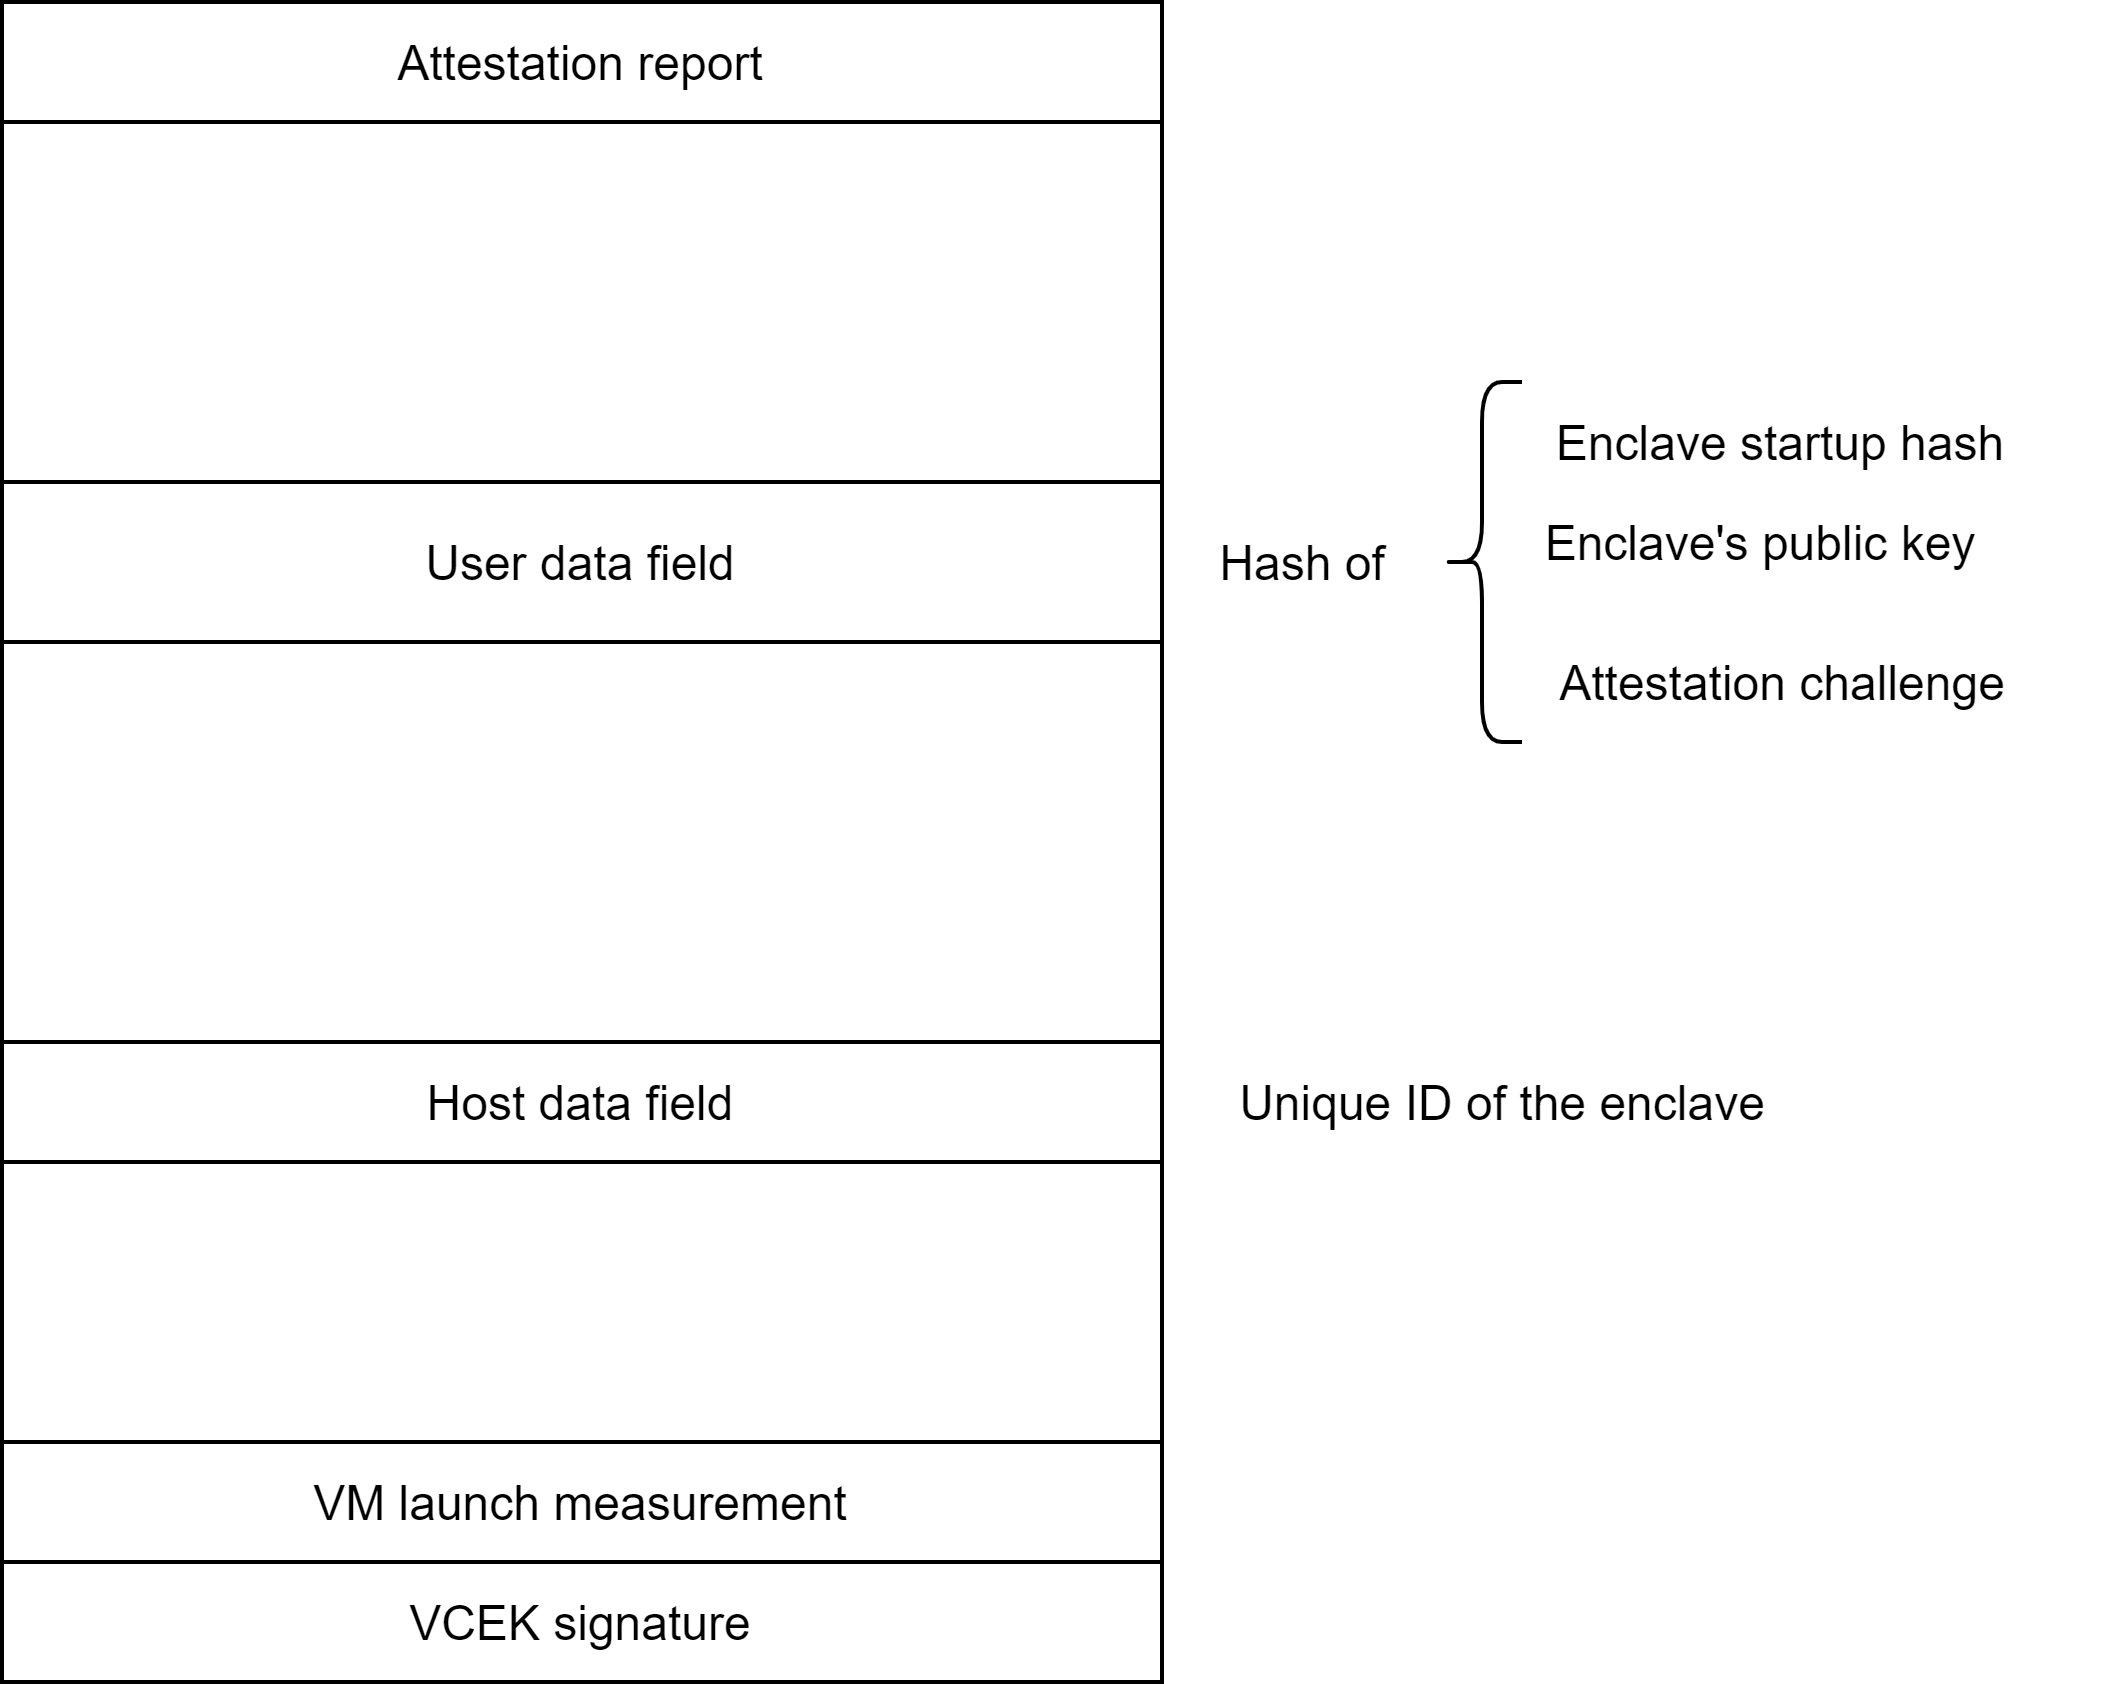 Attestation report
User data field
Hash of
Enclave startup hash
Enclave's public key
Attestation challenge
Host data field
Unique ID of the enclave
VM launch measurement
VCEK signature